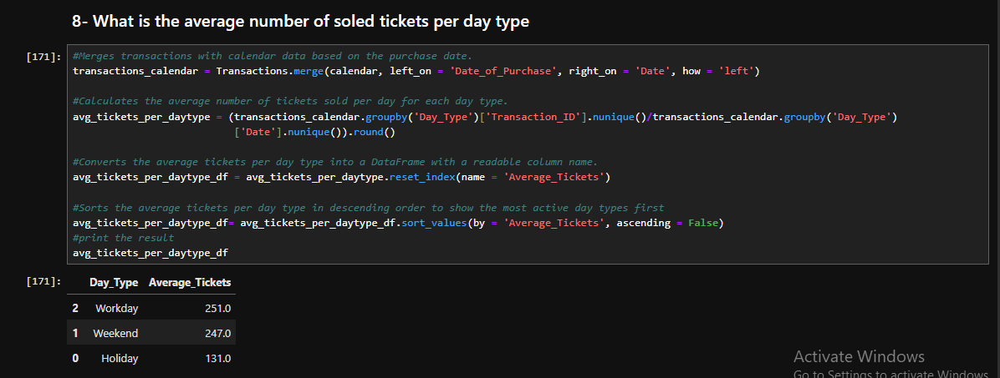 8- What is the average number of soled tickets per day type
[171]: #Merges transactions with calendar data based on the purchase date.
transactions_calendar = Transactions.merge(calendar, left_on = 'Date_of_Purchase', right_on = 'Date', how = 'left')
#Calculates the average number of tickets sold per day for each day type.
avg_tickets_per_daytype = (transactions_calendar.groupby('Day_Type')['Transaction_ID'].nunique()/transactions_calendar.groupby('Day_Type')
['Date'].nunique()).round()
#Converts the average tickets per day type into a DataFrame with a readable column name.
avg_tickets_per_daytype_df = avg_tickets_per_daytype.reset_index(name = 'Average_Tickets')
#Sorts the average tickets per day type in descending order to show the most active day types first
avg_tickets_per_daytype_df= avg_tickets_per_daytype_df.sort_values(by = 'Average_Tickets', ascending = False)
#print the result
avg_tickets_per_daytype_df
[171]: Day_Type Average_Tickets
2 Workday 251.0
1 Weekend 247.0
0 Holiday 131.0
Activate Windows
Go to Settings to activate Windows